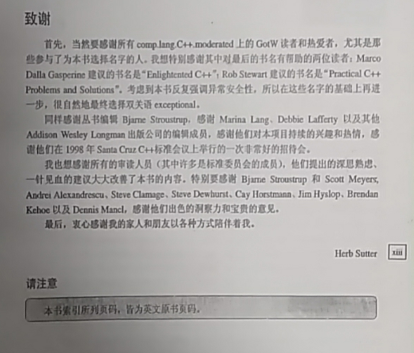 致谢
首先，当然要感谢所有 comp.lang.C++.moderated 上的 GotW 读者和热爱者，尤其是那
些参与了为本书选择名字的人。我想特别感谢其中对最后的书名有帮助的两位读者：Marco
Dalla Gasperine 建议的书名是“Enlightented C++”；Rob Stewart 建议的书名是“Practical C++
Problems and Solutions”。考虑到本书反复强调异常安全性，所以在这些名字的基础上再进
一步，很自然地最终选择双关语 exceptional。
同样感谢丛书编辑 Bjarne Stroustrup，感谢 Marina Lang、Debbie Lafferty 以及其他
Addison Wesley Longman 出版公司的编辑成员，感谢他们对本项目持续的兴趣和热情，感
谢他们在 1998 年 Santa Cruz C++标准会议上举行的一次非常好的招待会。
我也想感谢所有的审读人员（其中许多是标准委员会的成员），他们提出的深思熟虑、
一针见血的建议大大改善了本书的内容。特别要感谢 Bjarne Stroustrup 和 Scott Meyers,
Andrei Alexandrescu, Steve Clamage, Steve Dewhurst, Cay Horstmann, Jim Hyslop, Brendan
Kehoe 以及 Dennis Mancl，感谢他们出色的洞察力和宝贵的意见。
最后，衷心感谢我的家人和朋友以各种方式陪伴着我。
Herb Sutter
xiii
请注意
本书索引所列页码，皆为英文原书页码。